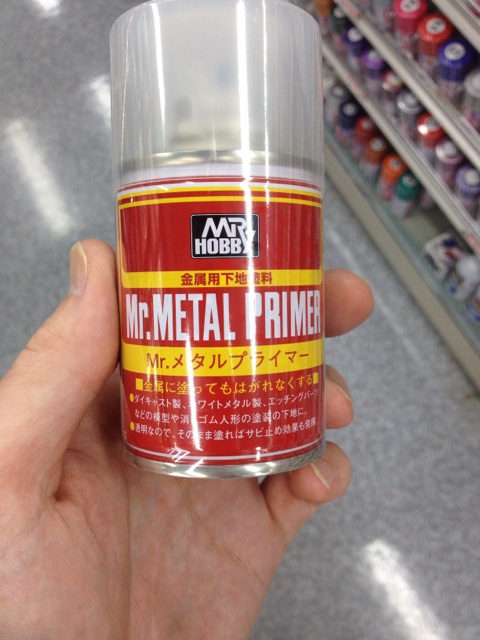 MR.
HOBBY
金属用下地塗料
Mr.METAL PRIMER
Mr.メタルプライマー
■金属に塗ってもはがれなくする■
●ダイキャスト製、ホワイトメタル製、エッチングパーツ
などの模型や消しゴム人形の塗装の下地に。
●透明なので、そのまま塗ればサビ止め効果も発揮。